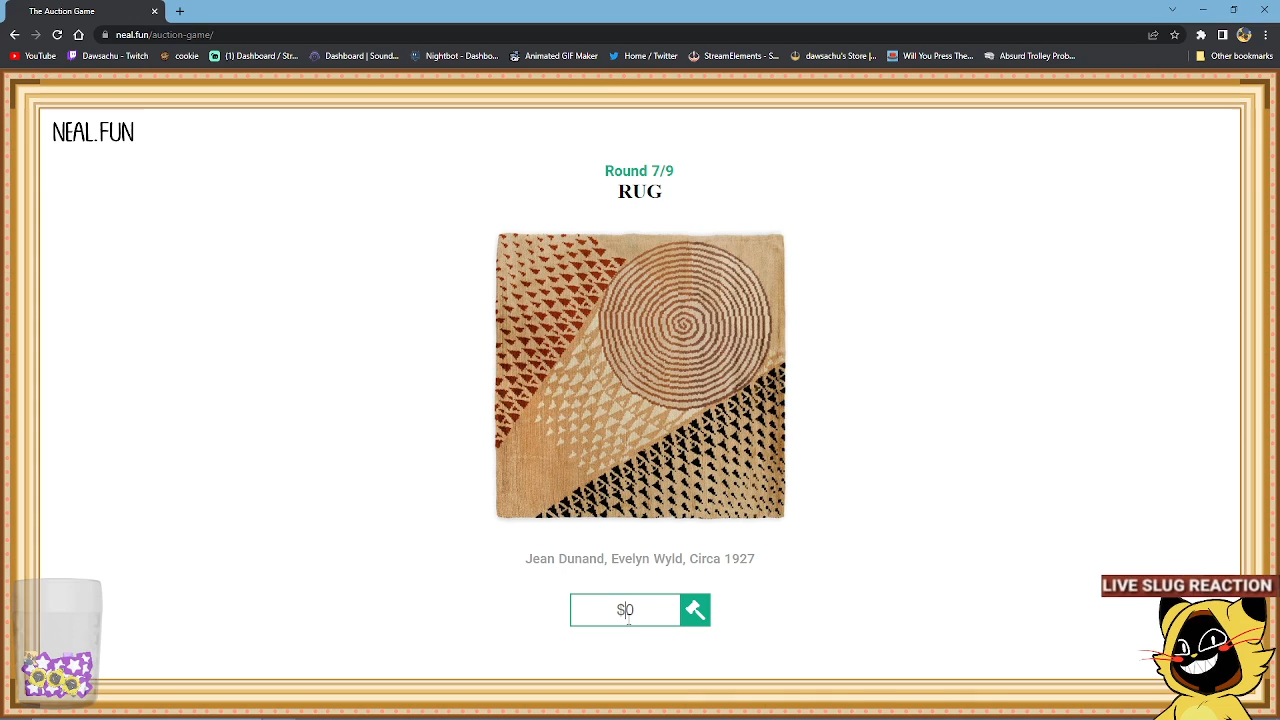 The Auction Game
neal.fun/auction-game/
YouTube
Dawsachu - Twitch
cookie
(1) Dashboard / Str...
Dashboard | Sound...
Nightbot - Dashbo...
Animated GIF Maker
Home / Twitter
StreamElements - S...
dawsachu's Store |...
Will You Press The...
Absurd Trolley Prob...
Other bookmarks
NEAL.FUN
Round 7/9
RUG
Jean Dunand, Evelyn Wyld, Circa 1927
$0
LIVE SLUG REACTION